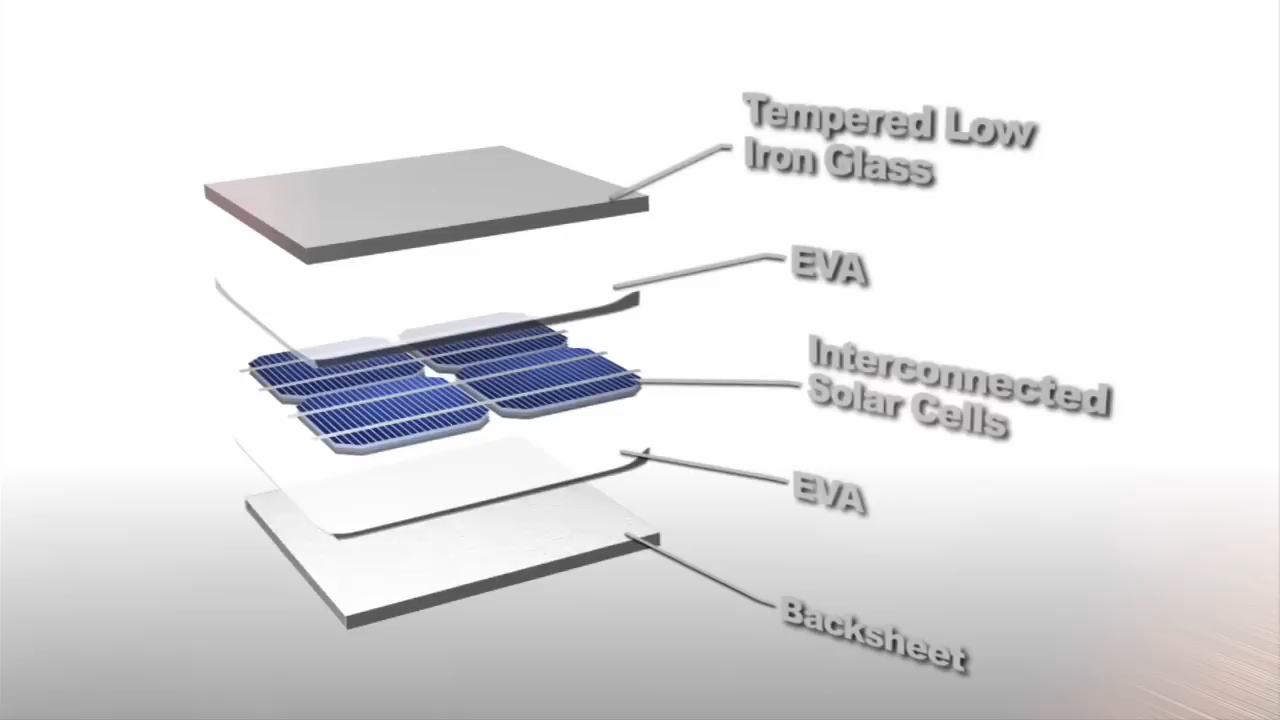 Tempered Low
Iron Glass
EVA
Interconnected
Solar Cells
EVA
Backsheet